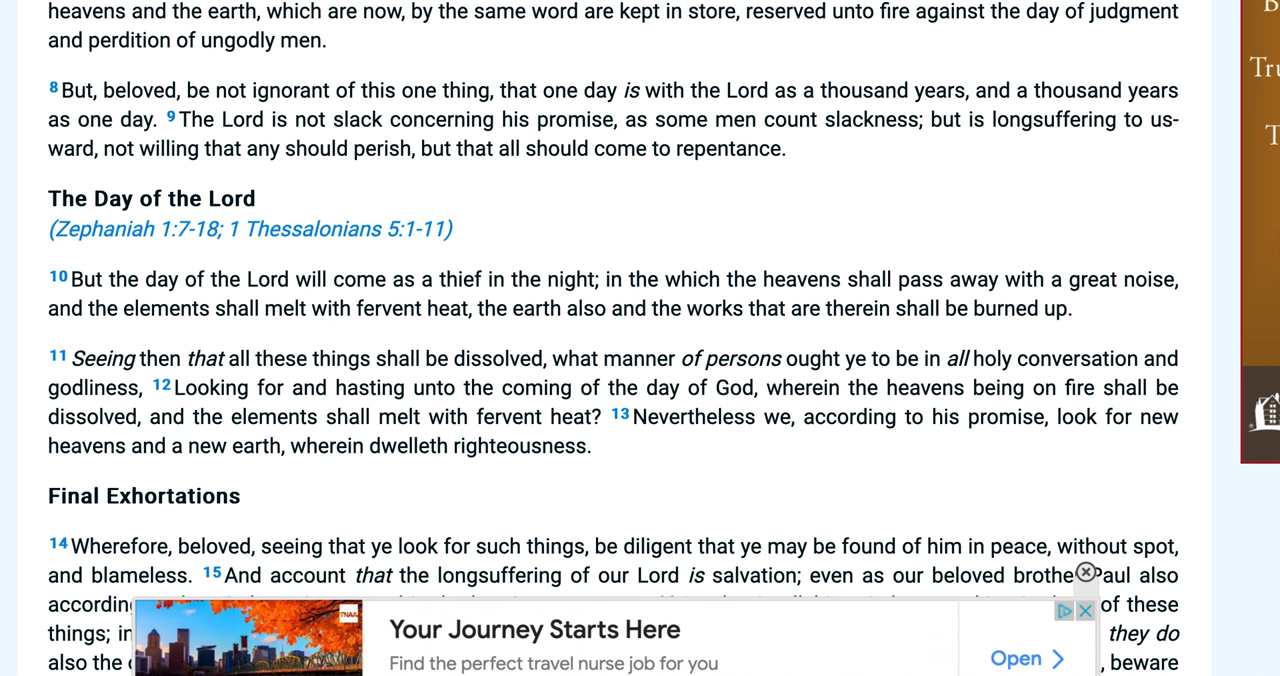 heavens and the earth, which are now, by the same word are kept in store, reserved unto fire against the day of judgment
and perdition of ungodly men.
8 But, beloved, be not ignorant of this one thing, that one day is with the Lord as a thousand years, and a thousand years
as one day. 9 The Lord is not slack concerning his promise, as some men count slackness; but is longsuffering to us-
ward, not willing that any should perish, but that all should come to repentance.
The Day of the Lord
(Zephaniah 1:7-18; 1 Thessalonians 5:1-11)
10 But the day of the Lord will come as a thief in the night; in the which the heavens shall pass away with a great noise,
and the elements shall melt with fervent heat, the earth also and the works that are therein shall be burned up.
11 Seeing then that all these things shall be dissolved, what manner of persons ought ye to be in all holy conversation and
godliness, 12 Looking for and hasting unto the coming of the day of God, wherein the heavens being on fire shall be
dissolved, and the elements shall melt with fervent heat? 13 Nevertheless we, according to his promise, look for new
heavens and a new earth, wherein dwelleth righteousness.
Final Exhortations
14 Wherefore, beloved, seeing that ye look for such things, be diligent that ye may be found of him in peace, without spot,
and blameless. 15 And account that the longsuffering of our Lord is salvation; even as our beloved brothe Paul also
of these
things; they do
also the , beware
TNAA
Your Journey Starts Here
Find the perfect travel nurse job for you
Open